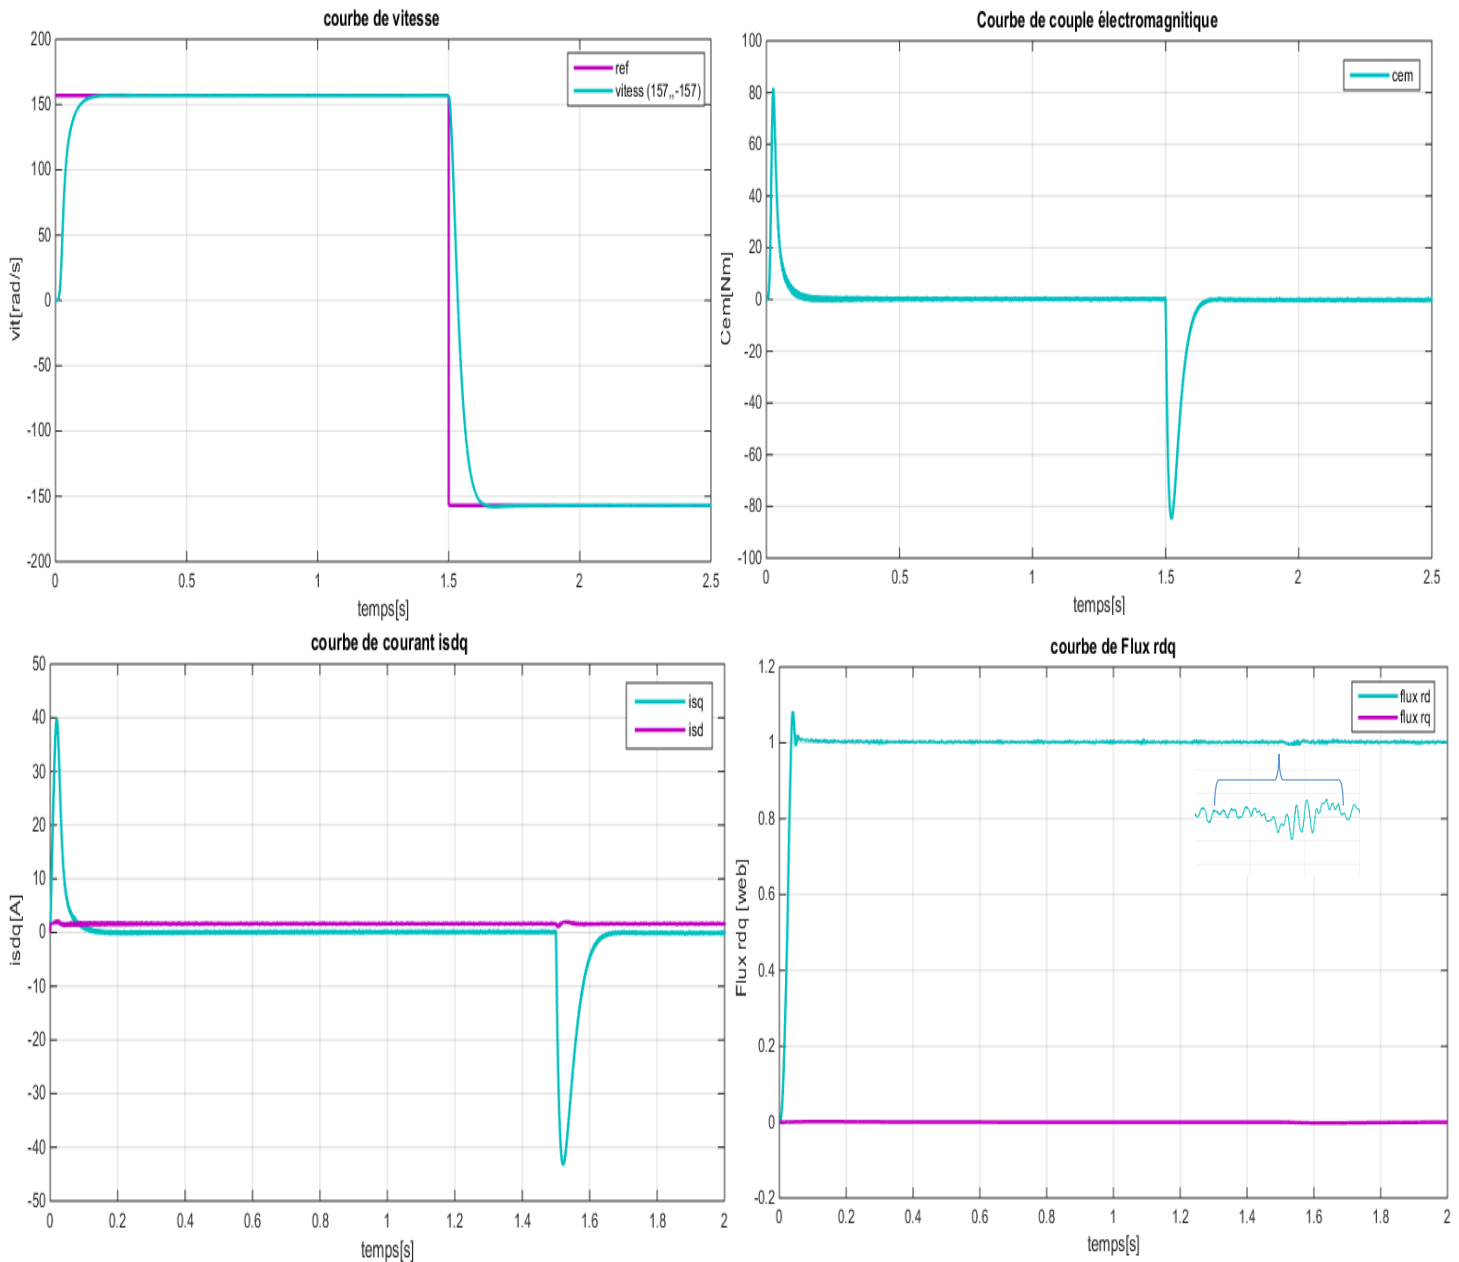 courbe de vitesse
200
150
100
50
0
-50
-100
-150
-200
vit[rad/s]
ref
vitess (157,,-157)
0 0.5 1 1.5 2 2.5
temps[s]
Courbe de couple électromagnitique
100
80
60
40
20
0
-20
-40
-60
-80
-100
Cem[Nm]
cem
0 0.5 1 1.5 2 2.5
temps[s]
courbe de courant isdq
50
40
30
20
10
0
-10
-20
-30
-40
-50
isdq[A]
isq
isd
0 0.2 0.4 0.6 0.8 1 1.2 1.4 1.6 1.8 2
temps[s]
courbe de Flux rdq
1.2
1
0.8
0.6
0.4
0.2
0
-0.2
Flux rdq [web]
flux rd
flux rq
0 0.2 0.4 0.6 0.8 1 1.2 1.4 1.6 1.8 2
temps[s]